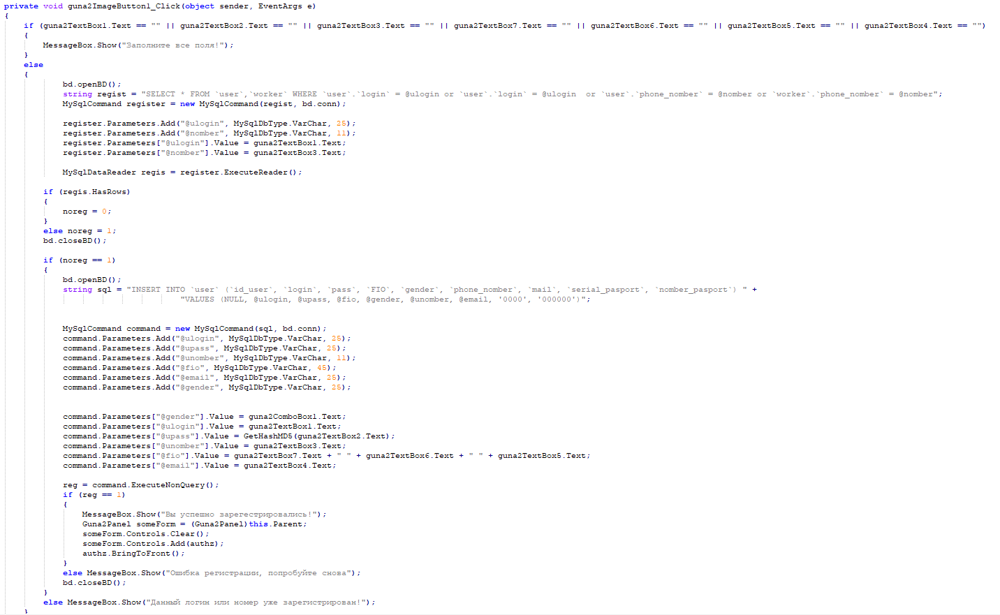 private void guna2ImageButton1_Click(object sender, EventArgs e)
{
if (guna2TextBox1.Text == "" || guna2TextBox2.Text == "" || guna2TextBox3.Text == "" || guna2TextBox7.Text == "" || guna2TextBox6.Text == "" || guna2TextBox5.Text == "" || guna2TextBox4.Text == "")
{
MessageBox.Show("Заполните все поля!");
}
else
{
bd.openBD();
string regist = "SELECT * FROM `user`,`worker` WHERE `user`.`login` = @ulogin or `user`.`login` = @ulogin  or `user`.`phone_nomber` = @nomber or `worker`.`phone_nomber` = @nomber";
MySqlCommand register = new MySqlCommand(regist, bd.conn);
register.Parameters.Add("@ulogin", MySqlDbType.VarChar, 25);
register.Parameters.Add("@nomber", MySqlDbType.VarChar, 11);
register.Parameters["@ulogin"].Value = guna2TextBox1.Text;
register.Parameters["@nomber"].Value = guna2TextBox3.Text;
MySqlDataReader regis = register.ExecuteReader();
if (regis.HasRows)
{
noreg = 0;
}
else noreg = 1;
bd.closeBD();
if (noreg == 1)
{
bd.openBD();
string sql = "INSERT INTO `user` (`id_user`, `login`, `pass`, `FIO`, `gender`, `phone_nomber`, `mail`, `serial_pasport`, `nomber_pasport`) " +
"VALUES (NULL, @ulogin, @upass, @fio, @gender, @unomber, @email, '0000', '000000')";
MySqlCommand command = new MySqlCommand(sql, bd.conn);
command.Parameters.Add("@ulogin", MySqlDbType.VarChar, 25);
command.Parameters.Add("@upass", MySqlDbType.VarChar, 25);
command.Parameters.Add("@unomber", MySqlDbType.VarChar, 11);
command.Parameters.Add("@fio", MySqlDbType.VarChar, 45);
command.Parameters.Add("@email", MySqlDbType.VarChar, 25);
command.Parameters.Add("@gender", MySqlDbType.VarChar, 25);
command.Parameters["@gender"].Value = guna2ComboBox1.Text;
command.Parameters["@ulogin"].Value = guna2TextBox1.Text;
command.Parameters["@upass"].Value = GetHashMD5(guna2TextBox2.Text);
command.Parameters["@unomber"].Value = guna2TextBox3.Text;
command.Parameters["@fio"].Value = guna2TextBox7.Text + " " + guna2TextBox6.Text + " " + guna2TextBox5.Text;
command.Parameters["@email"].Value = guna2TextBox4.Text;
reg = command.ExecuteNonQuery();
if (reg == 1)
{
MessageBox.Show("Вы успешно зарегестрировались!");
Guna2Panel someForm = (Guna2Panel)this.Parent;
someForm.Controls.Clear();
someForm.Controls.Add(authz);
authz.BringToFront();
}
else MessageBox.Show("Ошибка регистрации, попробуйте снова");
bd.closeBD();
}
else MessageBox.Show("Данный логин или номер уже зарегистрирован!");
}